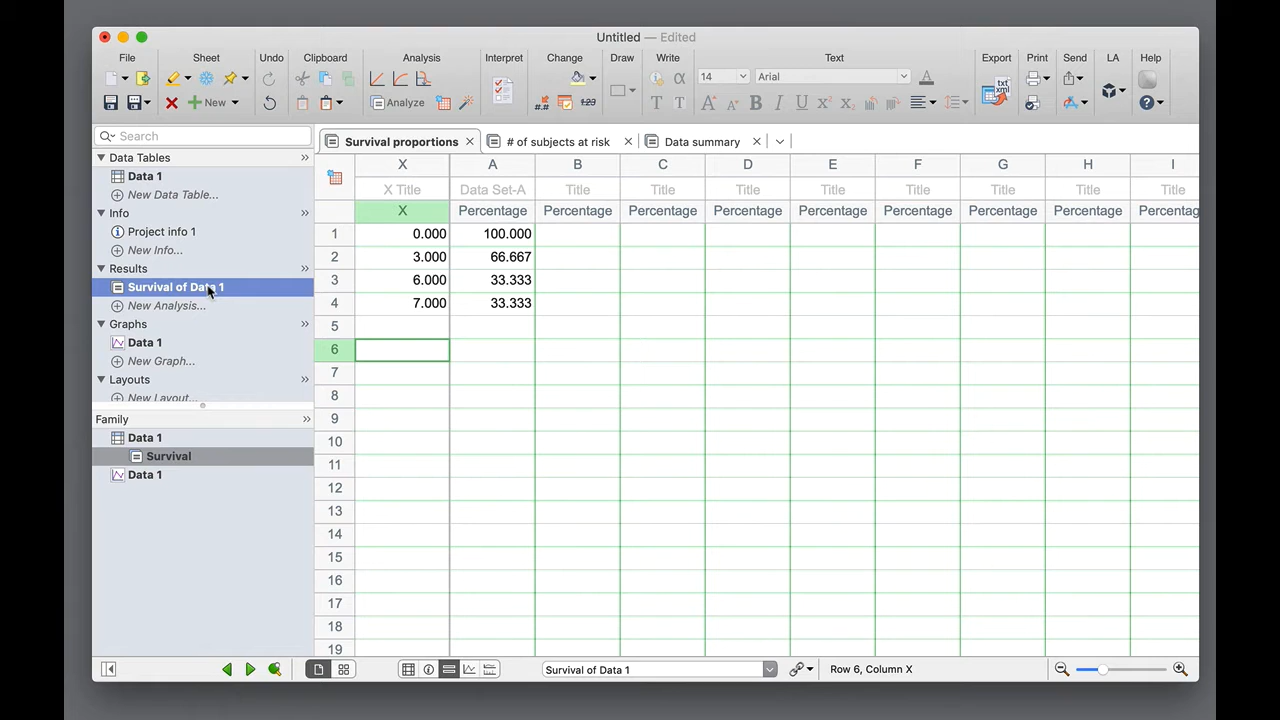 Untitled — Edited
File Sheet Undo Clipboard Analysis Interpret Change Draw Write Text Export Print Send LA Help
14 Arial
New Analyze
Search
Survival proportions # of subjects at risk Data summary
Data Tables
Data 1
New Data Table...
Info
Project info 1
New Info...
Results
Survival of Data 1
New Analysis...
Graphs
Data 1
New Graph...
Layouts
New Layout...
Family
Data 1
Survival
Data 1
X A B C D E F G H I
X Title Data Set-A Title Title Title Title Title Title Title Title
X Percentage Percentage Percentage Percentage Percentage Percentage Percentage Percentage Percentag
1 0.000 100.000
2 3.000 66.667
3 6.000 33.333
4 7.000 33.333
5
6
7
8
9
10
11
12
13
14
15
16
17
18
19
Survival of Data 1 Row 6, Column X